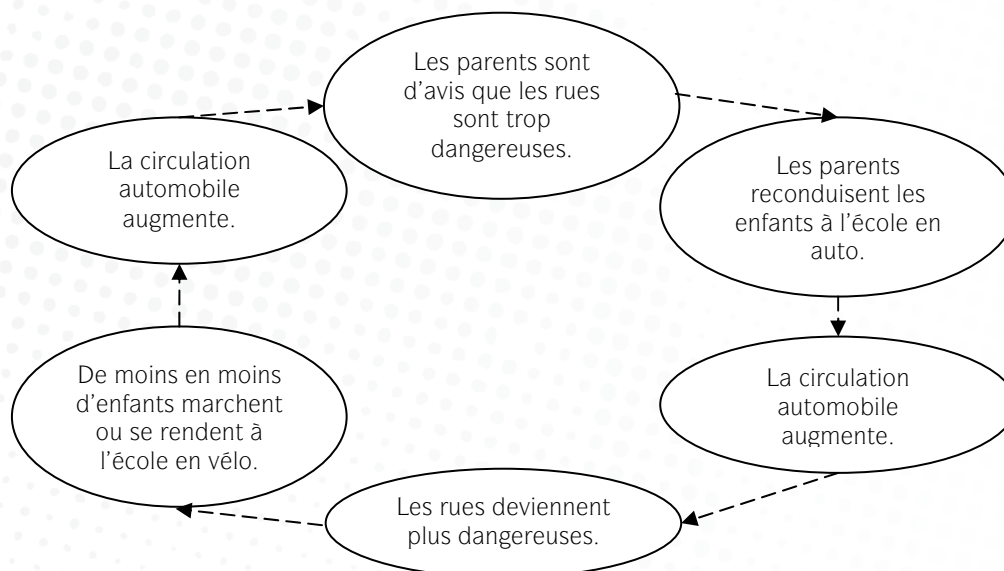 Les parents sont
d'avis que les rues
sont trop
dangereuses.
Les parents
reconduisent les
enfants à l'école en
auto.
La circulation
automobile
augmente.
Les rues deviennent
plus dangereuses.
De moins en moins
d'enfants marchent
ou se rendent à
l'école en vélo.
La circulation
automobile
augmente.